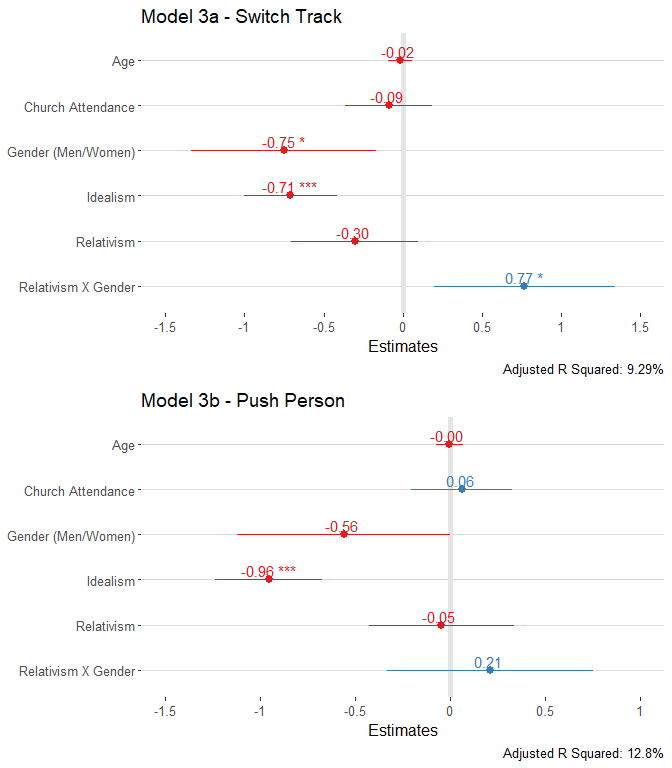 Model 3a - Switch Track
Age
-0.02
Church Attendance
-0.09
Gender (Men/Women)
-0.75 *
Idealism
-0.71 ***
Relativism
-0.30
Relativism X Gender
0.77 *
-1.5 -1 -0.5 0 0.5 1 1.5
Estimates
Adjusted R Squared: 9.29%
Model 3b - Push Person
Age
-0.00
Church Attendance
0.06
Gender (Men/Women)
-0.56
Idealism
-0.96 ***
Relativism
-0.05
Relativism X Gender
0.21
-1.5 -1 -0.5 0 0.5 1
Estimates
Adjusted R Squared: 12.8%